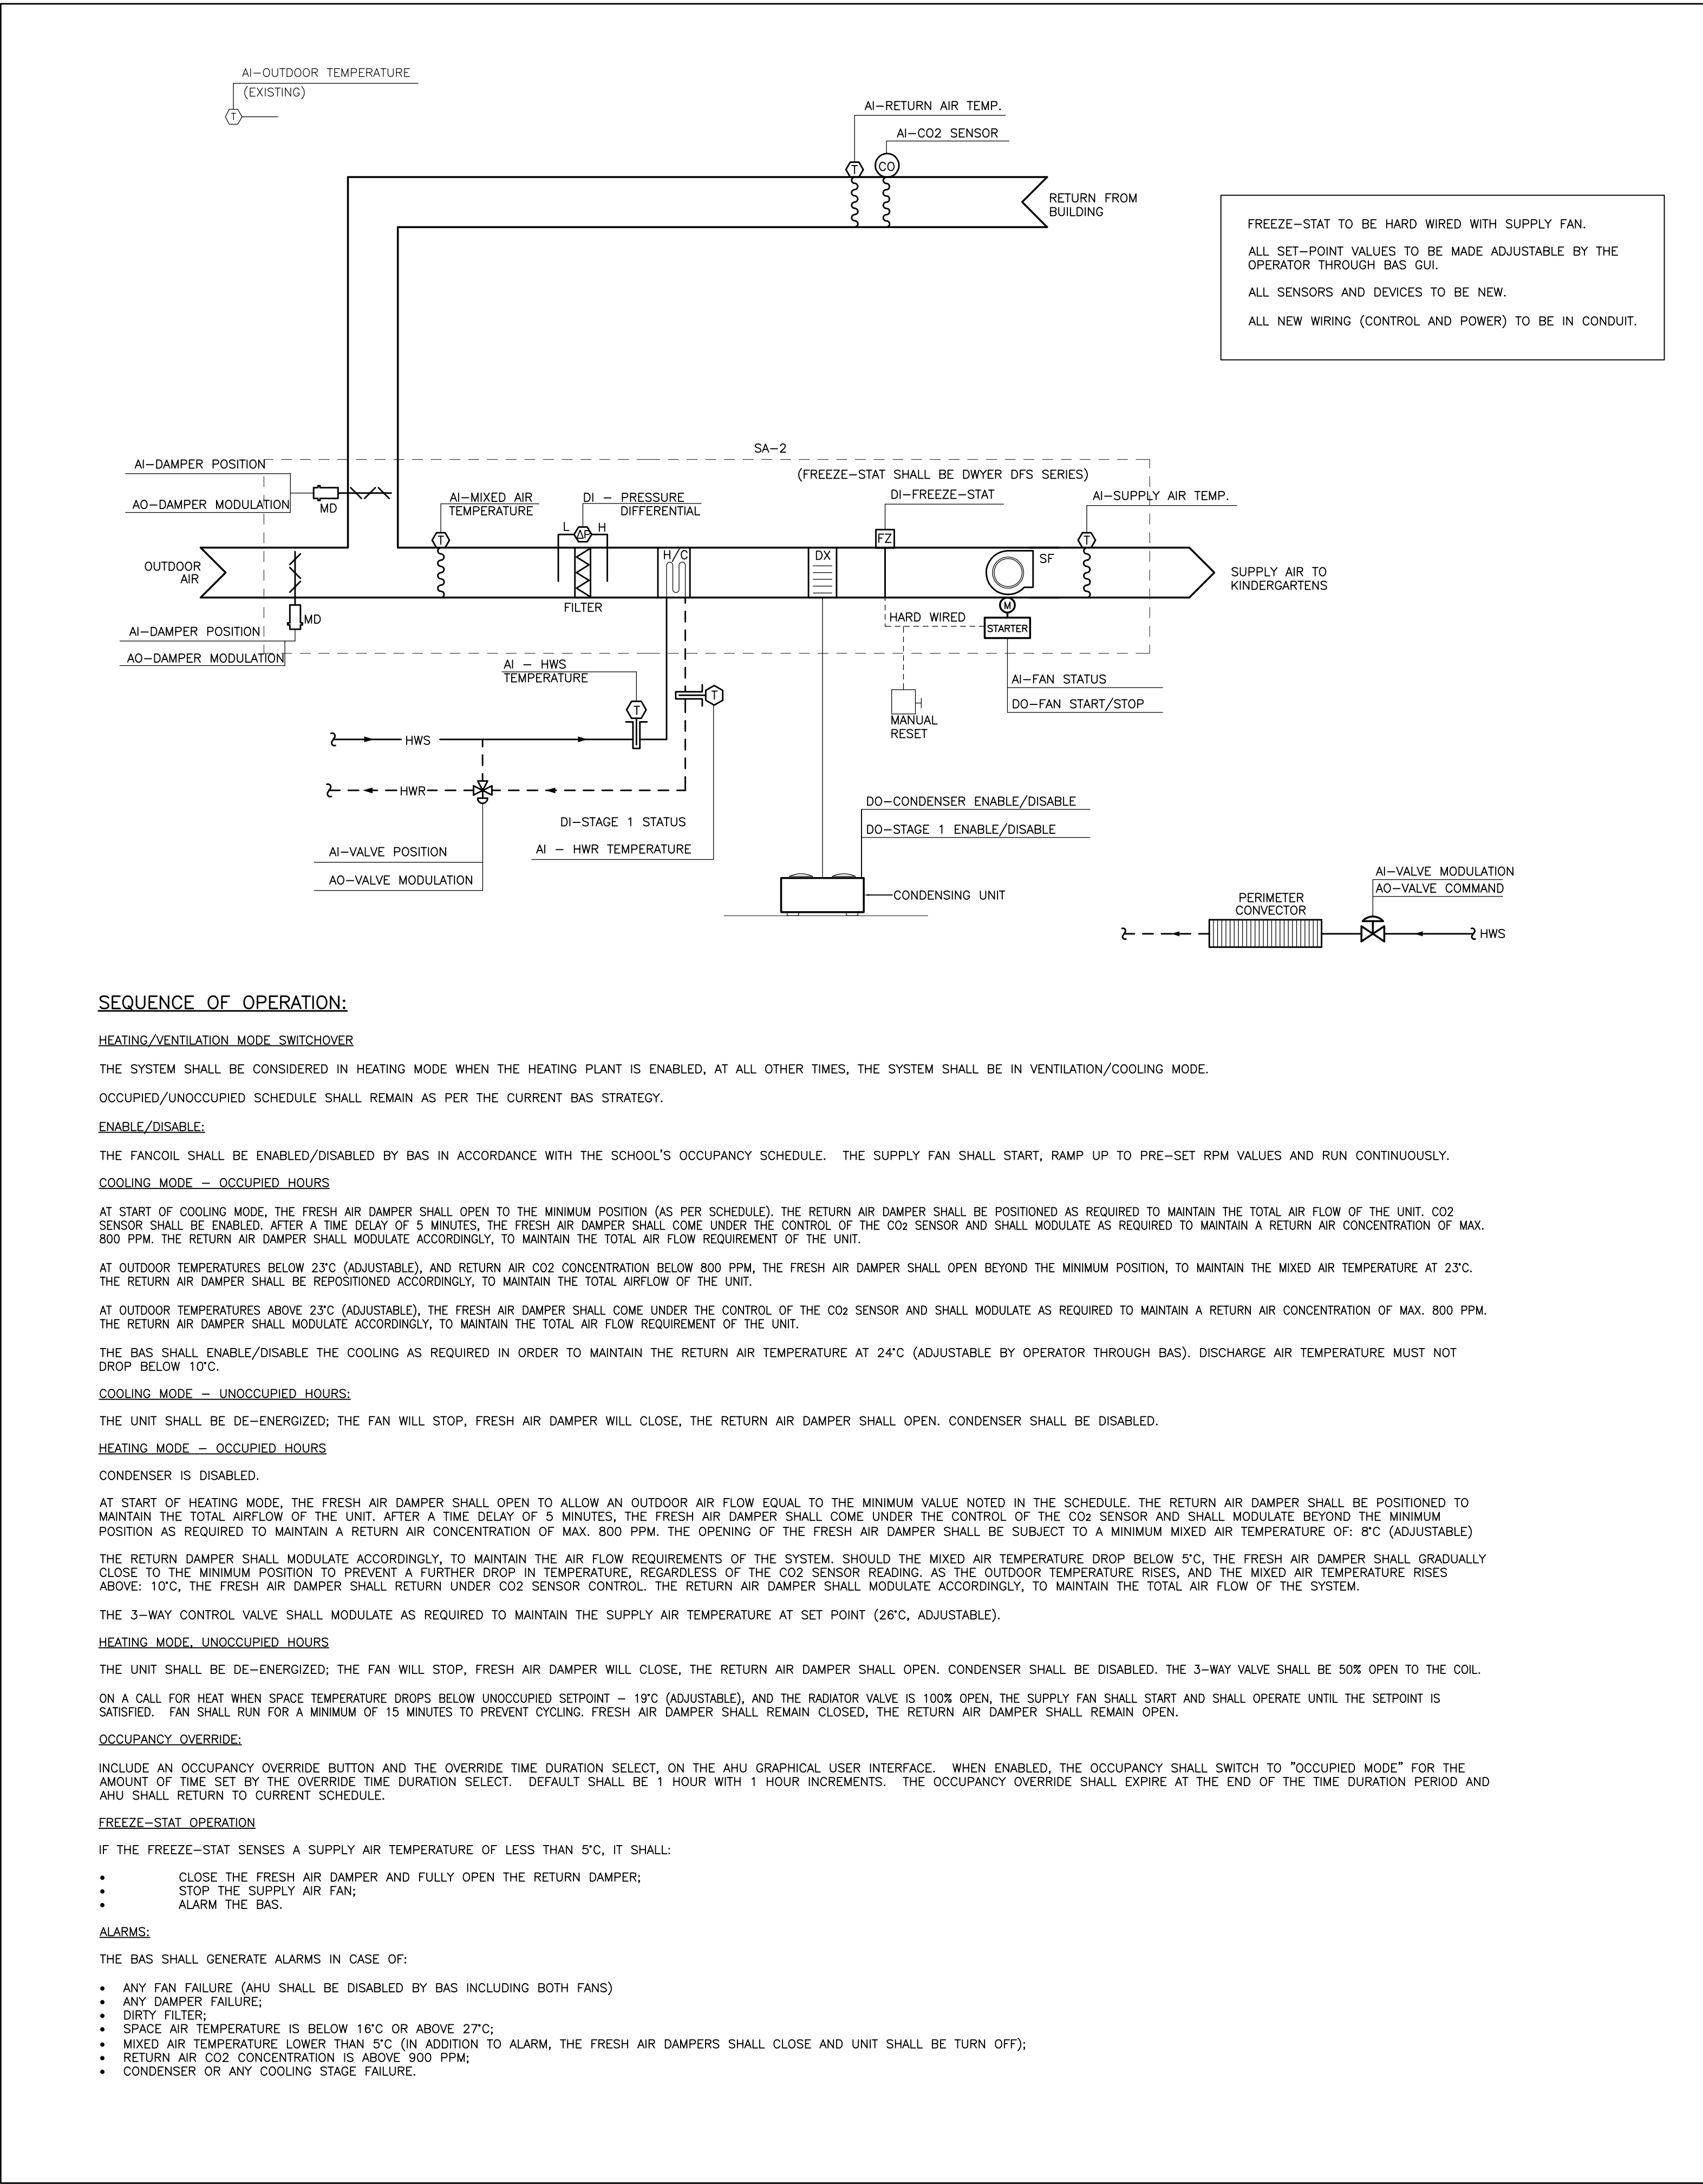 AI-OUTDOOR TEMPERATURE
(EXISTING)
T
AI-RETURN AIR TEMP.
AI-CO2 SENSOR
T
CO
RETURN FROM
BUILDING
FREEZE-STAT TO BE HARD WIRED WITH SUPPLY FAN.
ALL SET-POINT VALUES TO BE MADE ADJUSTABLE BY THE
OPERATOR THROUGH BAS GUI.
ALL SENSORS AND DEVICES TO BE NEW.
ALL NEW WIRING (CONTROL AND POWER) TO BE IN CONDUIT.
SA-2
AI-DAMPER POSITION
AO-DAMPER MODULATION
MD
AI-MIXED AIR
TEMPERATURE
DI - PRESSURE
DIFFERENTIAL
(FREEZE-STAT SHALL BE DWYER DFS SERIES)
DI-FREEZE-STAT
AI-SUPPLY AIR TEMP.
T
L
ΔP
H
FZ
T
OUTDOOR
AIR
H/C
DX
SF
SUPPLY AIR TO
KINDERGARTENS
FILTER
M
MD
HARD WIRED
STARTER
AI-DAMPER POSITION
AO-DAMPER MODULATION
AI - HWS
TEMPERATURE
AI-FAN STATUS
DO-FAN START/STOP
T
T
MANUAL
RESET
HWS
HWR
DO-CONDENSER ENABLE/DISABLE
DI-STAGE 1 STATUS
DO-STAGE 1 ENABLE/DISABLE
AI-VALVE POSITION
AI - HWR TEMPERATURE
AO-VALVE MODULATION
CONDENSING UNIT
AI-VALVE MODULATION
AO-VALVE COMMAND
PERIMETER
CONVECTOR
HWS
SEQUENCE OF OPERATION:
HEATING/VENTILATION MODE SWITCHOVER
THE SYSTEM SHALL BE CONSIDERED IN HEATING MODE WHEN THE HEATING PLANT IS ENABLED, AT ALL OTHER TIMES, THE SYSTEM SHALL BE IN VENTILATION/COOLING MODE.
OCCUPIED/UNOCCUPIED SCHEDULE SHALL REMAIN AS PER THE CURRENT BAS STRATEGY.
ENABLE/DISABLE:
THE FANCOIL SHALL BE ENABLED/DISABLED BY BAS IN ACCORDANCE WITH THE SCHOOL'S OCCUPANCY SCHEDULE. THE SUPPLY FAN SHALL START, RAMP UP TO PRE-SET RPM VALUES AND RUN CONTINUOUSLY.
COOLING MODE - OCCUPIED HOURS
AT START OF COOLING MODE, THE FRESH AIR DAMPER SHALL OPEN TO THE MINIMUM POSITION (AS PER SCHEDULE). THE RETURN AIR DAMPER SHALL BE POSITIONED AS REQUIRED TO MAINTAIN THE TOTAL AIR FLOW OF THE UNIT. CO2
SENSOR SHALL BE ENABLED. AFTER A TIME DELAY OF 5 MINUTES, THE FRESH AIR DAMPER SHALL COME UNDER THE CONTROL OF THE CO2 SENSOR AND SHALL MODULATE AS REQUIRED TO MAINTAIN A RETURN AIR CONCENTRATION OF MAX.
800 PPM. THE RETURN AIR DAMPER SHALL MODULATE ACCORDINGLY, TO MAINTAIN THE TOTAL AIR FLOW REQUIREMENT OF THE UNIT.
AT OUTDOOR TEMPERATURES BELOW 23°C (ADJUSTABLE), AND RETURN AIR CO2 CONCENTRATION BELOW 800 PPM, THE FRESH AIR DAMPER SHALL OPEN BEYOND THE MINIMUM POSITION, TO MAINTAIN THE MIXED AIR TEMPERATURE AT 23°C.
THE RETURN AIR DAMPER SHALL BE REPOSITIONED ACCORDINGLY, TO MAINTAIN THE TOTAL AIRFLOW OF THE UNIT.
AT OUTDOOR TEMPERATURES ABOVE 23°C (ADJUSTABLE), THE FRESH AIR DAMPER SHALL COME UNDER THE CONTROL OF THE CO2 SENSOR AND SHALL MODULATE AS REQUIRED TO MAINTAIN A RETURN AIR CONCENTRATION OF MAX. 800 PPM.
THE RETURN AIR DAMPER SHALL MODULATE ACCORDINGLY, TO MAINTAIN THE TOTAL AIR FLOW REQUIREMENT OF THE UNIT.
THE BAS SHALL ENABLE/DISABLE THE COOLING AS REQUIRED IN ORDER TO MAINTAIN THE RETURN AIR TEMPERATURE AT 24°C (ADJUSTABLE BY OPERATOR THROUGH BAS). DISCHARGE AIR TEMPERATURE MUST NOT
DROP BELOW 10°C.
COOLING MODE - UNOCCUPIED HOURS:
THE UNIT SHALL BE DE-ENERGIZED; THE FAN WILL STOP, FRESH AIR DAMPER WILL CLOSE, THE RETURN AIR DAMPER SHALL OPEN. CONDENSER SHALL BE DISABLED.
HEATING MODE - OCCUPIED HOURS
CONDENSER IS DISABLED.
AT START OF HEATING MODE, THE FRESH AIR DAMPER SHALL OPEN TO ALLOW AN OUTDOOR AIR FLOW EQUAL TO THE MINIMUM VALUE NOTED IN THE SCHEDULE. THE RETURN AIR DAMPER SHALL BE POSITIONED TO
MAINTAIN THE TOTAL AIRFLOW OF THE UNIT. AFTER A TIME DELAY OF 5 MINUTES, THE FRESH AIR DAMPER SHALL COME UNDER THE CONTROL OF THE CO2 SENSOR AND SHALL MODULATE BEYOND THE MINIMUM
POSITION AS REQUIRED TO MAINTAIN A RETURN AIR CONCENTRATION OF MAX. 800 PPM. THE OPENING OF THE FRESH AIR DAMPER SHALL BE SUBJECT TO A MINIMUM MIXED AIR TEMPERATURE OF: 8°C (ADJUSTABLE)
THE RETURN DAMPER SHALL MODULATE ACCORDINGLY, TO MAINTAIN THE AIR FLOW REQUIREMENTS OF THE SYSTEM. SHOULD THE MIXED AIR TEMPERATURE DROP BELOW 5°C, THE FRESH AIR DAMPER SHALL GRADUALLY
CLOSE TO THE MINIMUM POSITION TO PREVENT A FURTHER DROP IN TEMPERATURE, REGARDLESS OF THE CO2 SENSOR READING. AS THE OUTDOOR TEMPERATURE RISES, AND THE MIXED AIR TEMPERATURE RISES
ABOVE: 10°C, THE FRESH AIR DAMPER SHALL RETURN UNDER CO2 SENSOR CONTROL. THE RETURN AIR DAMPER SHALL MODULATE ACCORDINGLY, TO MAINTAIN THE TOTAL AIR FLOW OF THE SYSTEM.
THE 3-WAY CONTROL VALVE SHALL MODULATE AS REQUIRED TO MAINTAIN THE SUPPLY AIR TEMPERATURE AT SET POINT (26°C, ADJUSTABLE).
HEATING MODE, UNOCCUPIED HOURS
THE UNIT SHALL BE DE-ENERGIZED; THE FAN WILL STOP, FRESH AIR DAMPER WILL CLOSE, THE RETURN AIR DAMPER SHALL OPEN. CONDENSER SHALL BE DISABLED. THE 3-WAY VALVE SHALL BE 50% OPEN TO THE COIL.
ON A CALL FOR HEAT WHEN SPACE TEMPERATURE DROPS BELOW UNOCCUPIED SETPOINT - 19°C (ADJUSTABLE), AND THE RADIATOR VALVE IS 100% OPEN, THE SUPPLY FAN SHALL START AND SHALL OPERATE UNTIL THE SETPOINT IS
SATISFIED. FAN SHALL RUN FOR A MINIMUM OF 15 MINUTES TO PREVENT CYCLING. FRESH AIR DAMPER SHALL REMAIN CLOSED, THE RETURN AIR DAMPER SHALL REMAIN OPEN.
OCCUPANCY OVERRIDE:
INCLUDE AN OCCUPANCY OVERRIDE BUTTON AND THE OVERRIDE TIME DURATION SELECT, ON THE AHU GRAPHICAL USER INTERFACE. WHEN ENABLED, THE OCCUPANCY SHALL SWITCH TO "OCCUPIED MODE" FOR THE
AMOUNT OF TIME SET BY THE OVERRIDE TIME DURATION SELECT. DEFAULT SHALL BE 1 HOUR WITH 1 HOUR INCREMENTS. THE OCCUPANCY OVERRIDE SHALL EXPIRE AT THE END OF THE TIME DURATION PERIOD AND
AHU SHALL RETURN TO CURRENT SCHEDULE.
FREEZE-STAT OPERATION
IF THE FREEZE-STAT SENSES A SUPPLY AIR TEMPERATURE OF LESS THAN 5°C, IT SHALL:
• CLOSE THE FRESH AIR DAMPER AND FULLY OPEN THE RETURN DAMPER;
• STOP THE SUPPLY AIR FAN;
• ALARM THE BAS.
ALARMS:
THE BAS SHALL GENERATE ALARMS IN CASE OF:
• ANY FAN FAILURE (AHU SHALL BE DISABLED BY BAS INCLUDING BOTH FANS)
• ANY DAMPER FAILURE;
• DIRTY FILTER;
• SPACE AIR TEMPERATURE IS BELOW 16°C OR ABOVE 27°C;
• MIXED AIR TEMPERATURE LOWER THAN 5°C (IN ADDITION TO ALARM, THE FRESH AIR DAMPERS SHALL CLOSE AND UNIT SHALL BE TURN OFF);
• RETURN AIR CO2 CONCENTRATION IS ABOVE 900 PPM;
• CONDENSER OR ANY COOLING STAGE FAILURE.